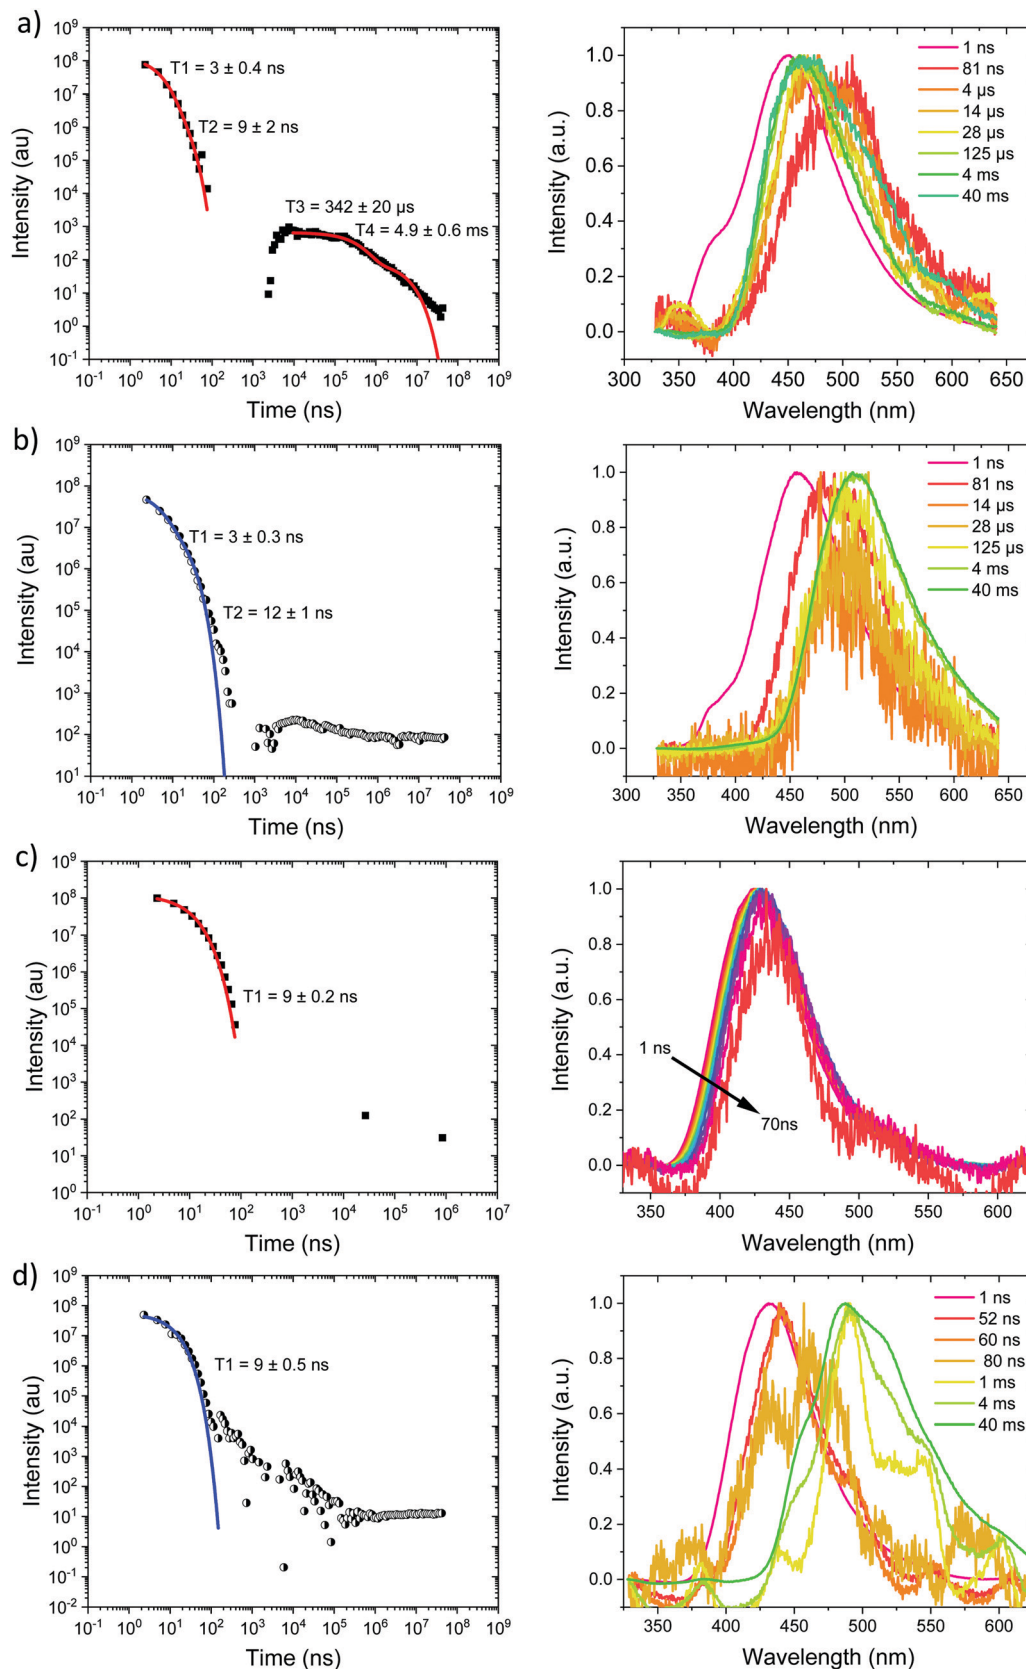 a)
10⁹
10⁸
10⁷
10⁶
10⁵
10⁴
10³
10²
10¹
10⁰
10⁻¹
Intensity (au)
T1 = 3 ± 0.4 ns
T2 = 9 ± 2 ns
T3 = 342 ± 20 µs
T4 = 4.9 ± 0.6 ms
10⁻¹ 10⁰ 10¹ 10² 10³ 10⁴ 10⁵ 10⁶ 10⁷ 10⁸ 10⁹
Time (ns)
1.0
0.8
0.6
0.4
0.2
0.0
Intensity (a.u.)
1 ns
81 ns
4 µs
14 µs
28 µs
125 µs
4 ms
40 ms
300 350 400 450 500 550 600 650
Wavelength (nm)
b)
10⁹
10⁸
10⁷
10⁶
10⁵
10⁴
10³
10²
10¹
Intensity (au)
T1 = 3 ± 0.3 ns
T2 = 12 ± 1 ns
10⁻¹ 10⁰ 10¹ 10² 10³ 10⁴ 10⁵ 10⁶ 10⁷ 10⁸ 10⁹
Time (ns)
1.0
0.8
0.6
0.4
0.2
0.0
Intensity (a.u.)
1 ns
81 ns
14 µs
28 µs
125 µs
4 ms
40 ms
300 350 400 450 500 550 600 650
Wavelength (nm)
c)
10⁹
10⁸
10⁷
10⁶
10⁵
10⁴
10³
10²
10¹
10⁰
Intensity (au)
T1 = 9 ± 0.2 ns
10⁻¹ 10⁰ 10¹ 10² 10³ 10⁴ 10⁵ 10⁶ 10⁷
Time (ns)
1.0
0.8
0.6
0.4
0.2
0.0
Intensity (a.u.)
1 ns
70ns
350 400 450 500 550 600
Wavelength (nm)
d)
10⁹
10⁸
10⁷
10⁶
10⁵
10⁴
10³
10²
10¹
10⁰
10⁻¹
10⁻²
Intensity (au)
T1 = 9 ± 0.5 ns
10⁻¹ 10⁰ 10¹ 10² 10³ 10⁴ 10⁵ 10⁶ 10⁷ 10⁸ 10⁹
Time (ns)
1.0
0.8
0.6
0.4
0.2
0.0
Intensity (a.u.)
1 ns
52 ns
60 ns
80 ns
1 ms
4 ms
40 ms
350 400 450 500 550 600
Wavelength (nm)